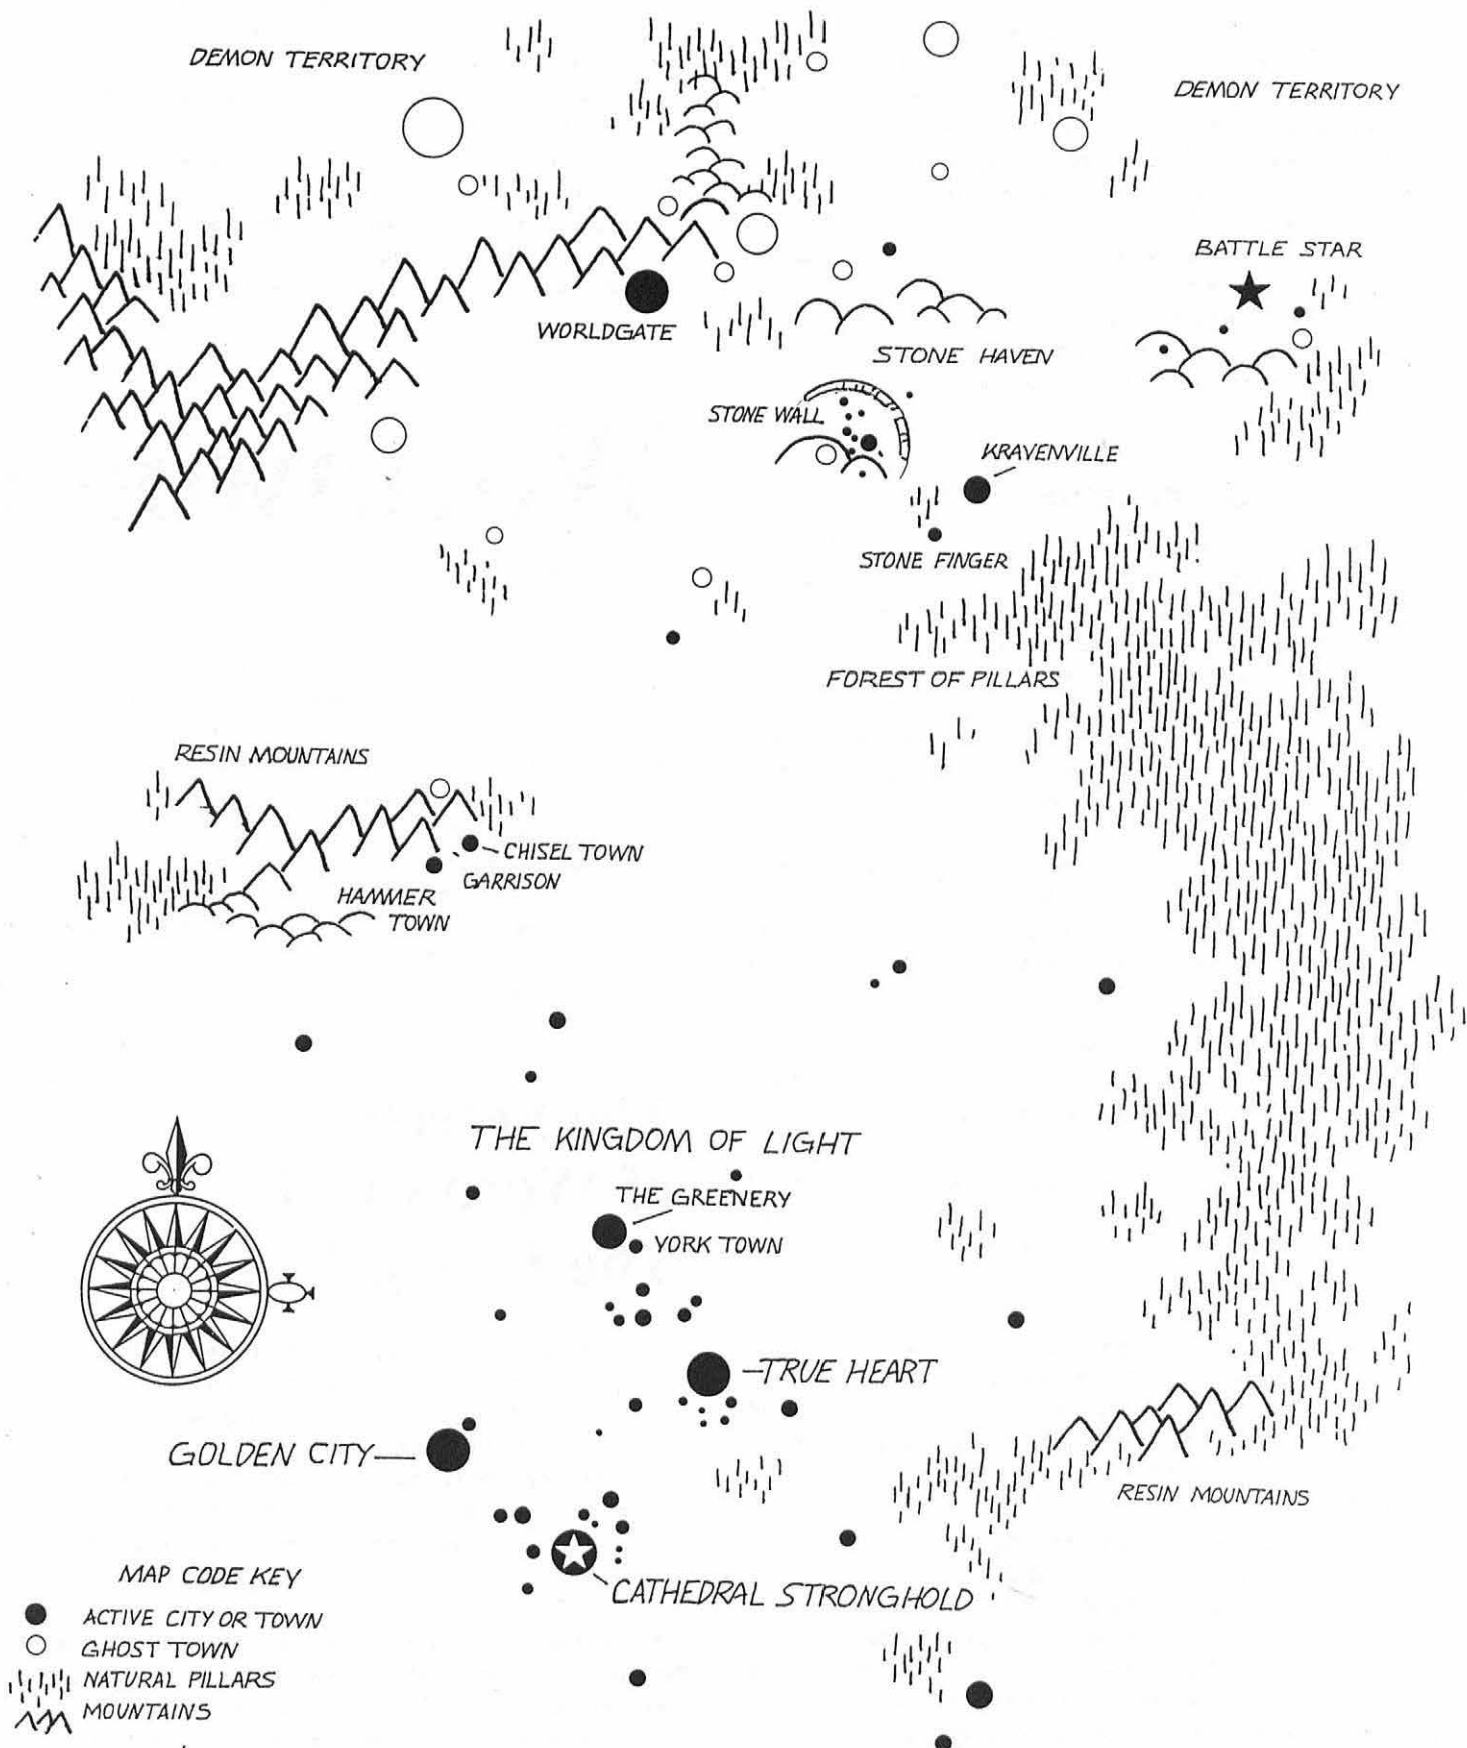 DEMON TERRITORY
DEMON TERRITORY
BATTLE STAR
WORLDGATE
STONE HAVEN
STONE WALL
KRAVENVILLE
STONE FINGER
FOREST OF PILLARS
RESIN MOUNTAINS
CHISEL TOWN
GARRISON
HAMMER
TOWN
THE KINGDOM OF LIGHT
THE GREENERY
YORK TOWN
TRUE HEART
GOLDEN CITY
RESIN MOUNTAINS
CATHEDRAL STRONGHOLD
MAP CODE KEY
ACTIVE CITY OR TOWN
GHOST TOWN
NATURAL PILLARS
MOUNTAINS